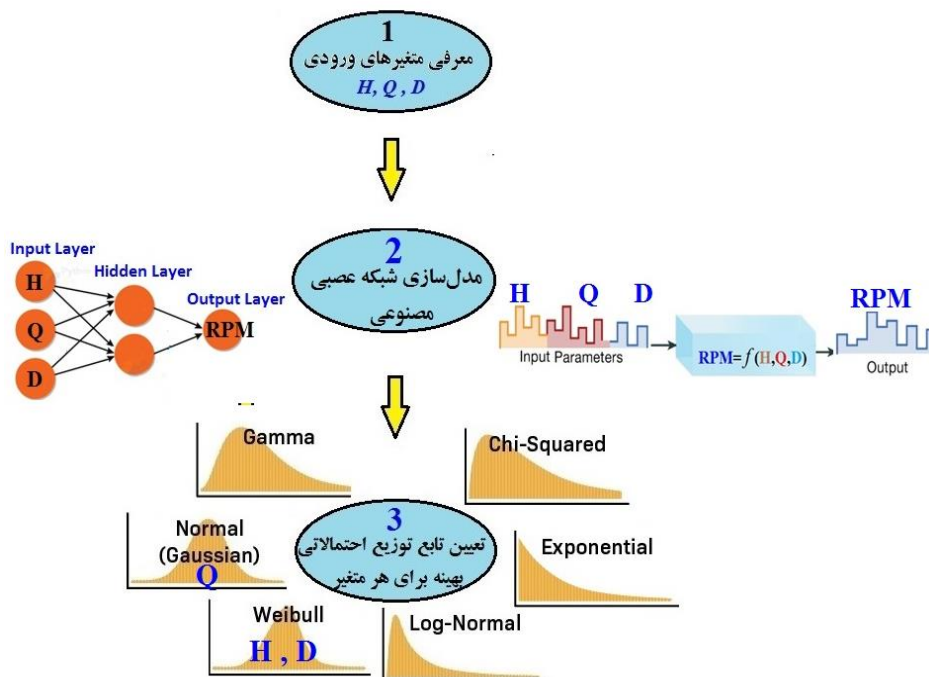 1
معرفی متغیرهای ورودی
H, Q , D
2
مدل‌سازی شبکه عصبی
مصنوعی
Input Layer
Hidden Layer
Output Layer
H
Q
D
RPM
H Q D
Input Parameters
RPM=f(H,Q,D)
RPM
Output
Gamma
Chi-Squared
3
تعیین تابع توزیع احتمالاتی
بهینه برای هر متغیر
Normal
(Gaussian)
Q
Exponential
Weibull
H , D
Log-Normal